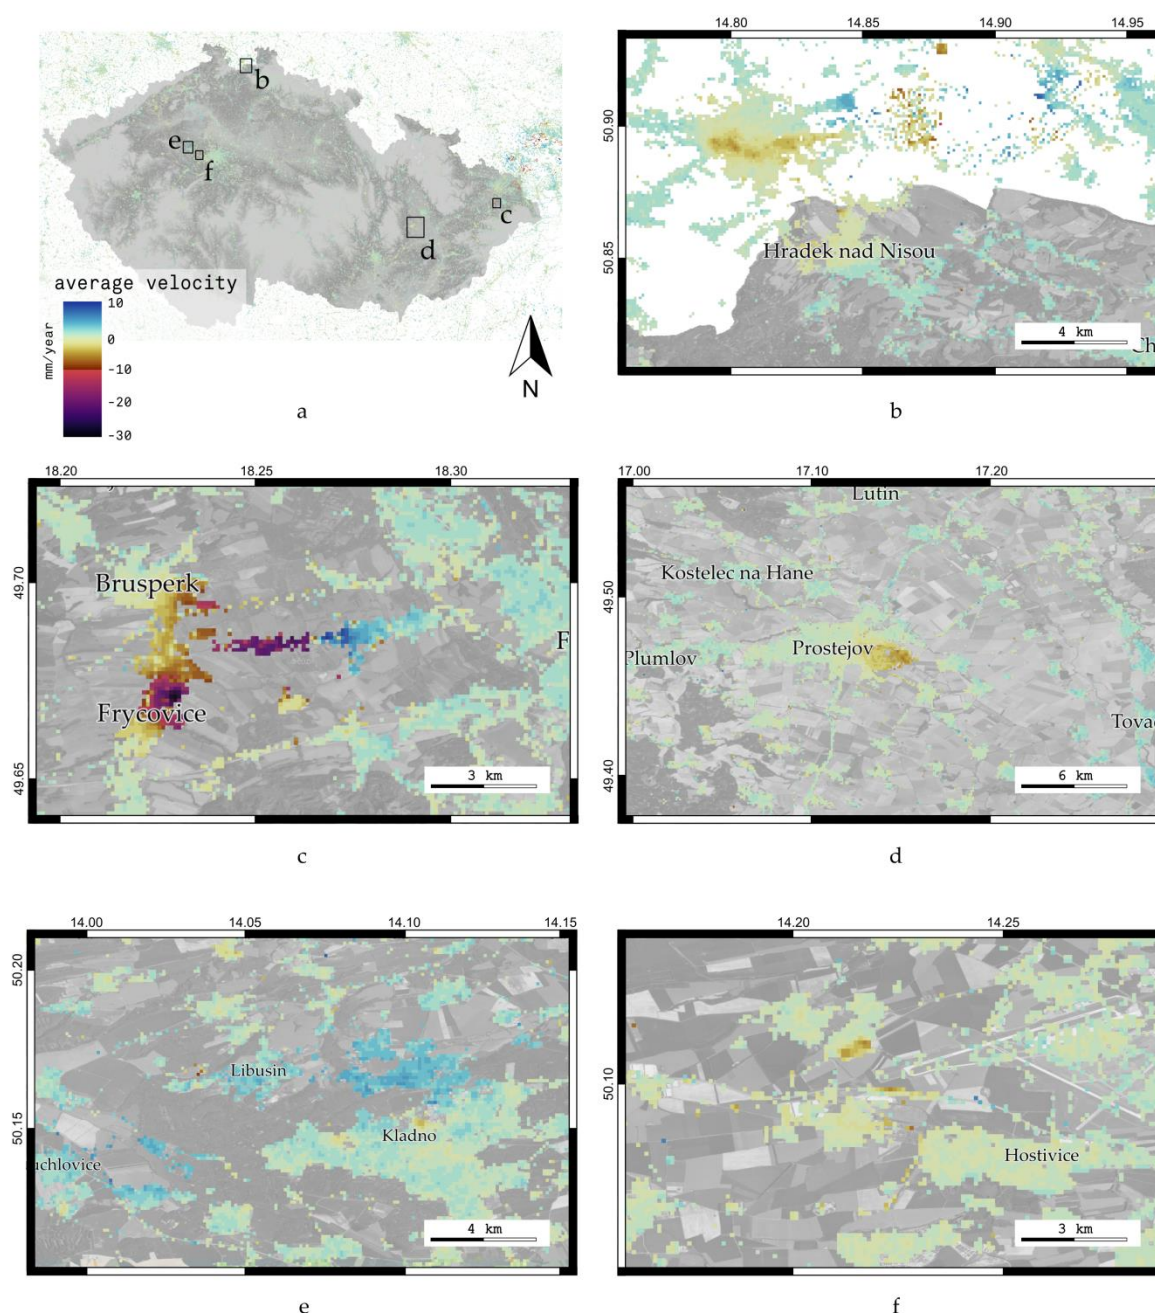 b
e
f
c
d
average velocity
mm/year
10
0
-10
-20
-30
N
a
14.80 14.85 14.90 14.95
50.90
50.85
Hradek nad Nisou
4 km
Ch
b
18.20 18.25 18.30
49.70
49.65
Brusperk
F
Frycovice
3 km
c
17.00 17.10 17.20
49.50
49.40
Lutin
Kostelec na Hane
Prostejov
Plumlov
Tovac
6 km
d
14.00 14.05 14.10 14.15
50.20
50.15
Libusin
Kladno
uchlovice
4 km
e
14.20 14.25
50.10
Hostivice
3 km
f